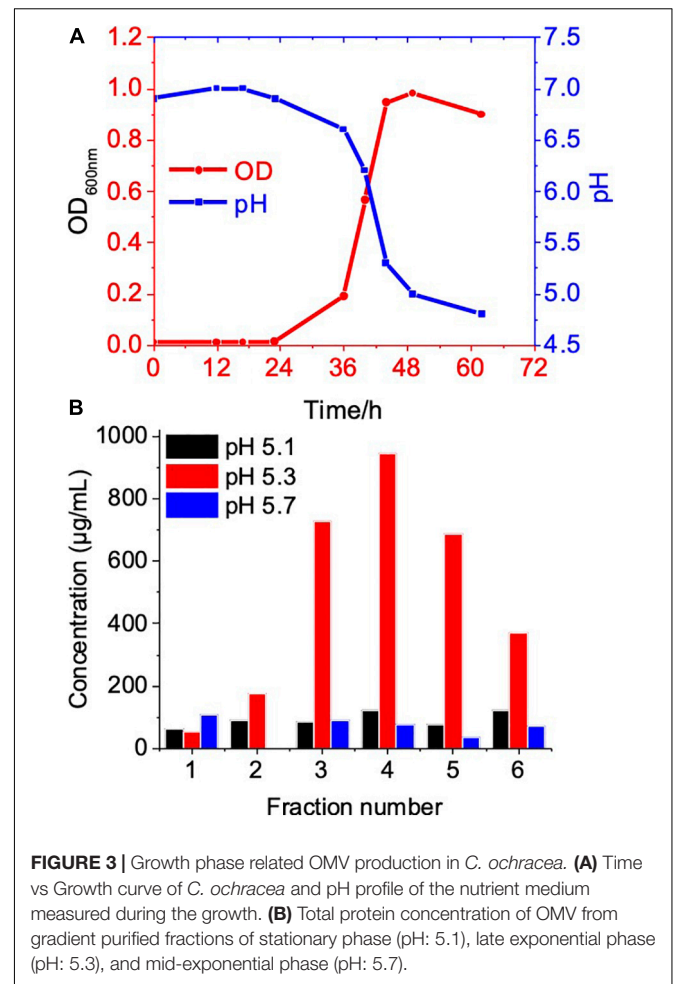 A
1.2
1.0
0.8
0.6
0.4
0.2
0.0
OD600nm
OD
pH
7.5
7.0
6.5
6.0
5.5
5.0
4.5
pH
0 12 24 36 48 60 72
Time/h
B
1000
800
600
400
200
0
Concentration (µg/mL)
pH 5.1
pH 5.3
pH 5.7
1 2 3 4 5 6
Fraction number
FIGURE 3 | Growth phase related OMV production in C. ochracea. (A) Time
vs Growth curve of C. ochracea and pH profile of the nutrient medium
measured during the growth. (B) Total protein concentration of OMV from
gradient purified fractions of stationary phase (pH: 5.1), late exponential phase
(pH: 5.3), and mid-exponential phase (pH: 5.7).